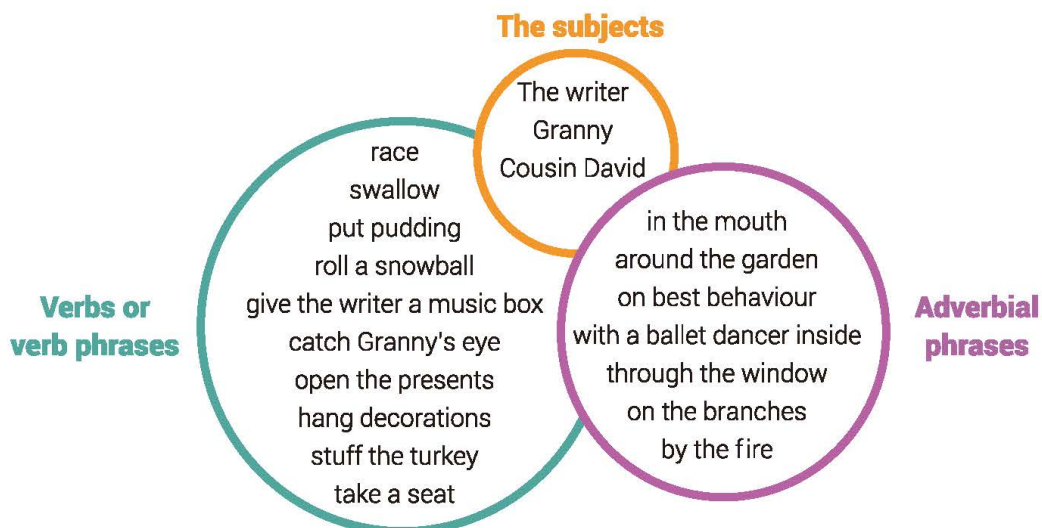 The subjects
The writer
Granny
Cousin David
Verbs or
verb phrases
race
swallow
put pudding
roll a snowball
give the writer a music box
catch Granny's eye
open the presents
hang decorations
stuff the turkey
take a seat
Adverbial
phrases
in the mouth
around the garden
on best behaviour
with a ballet dancer inside
through the window
on the branches
by the fire